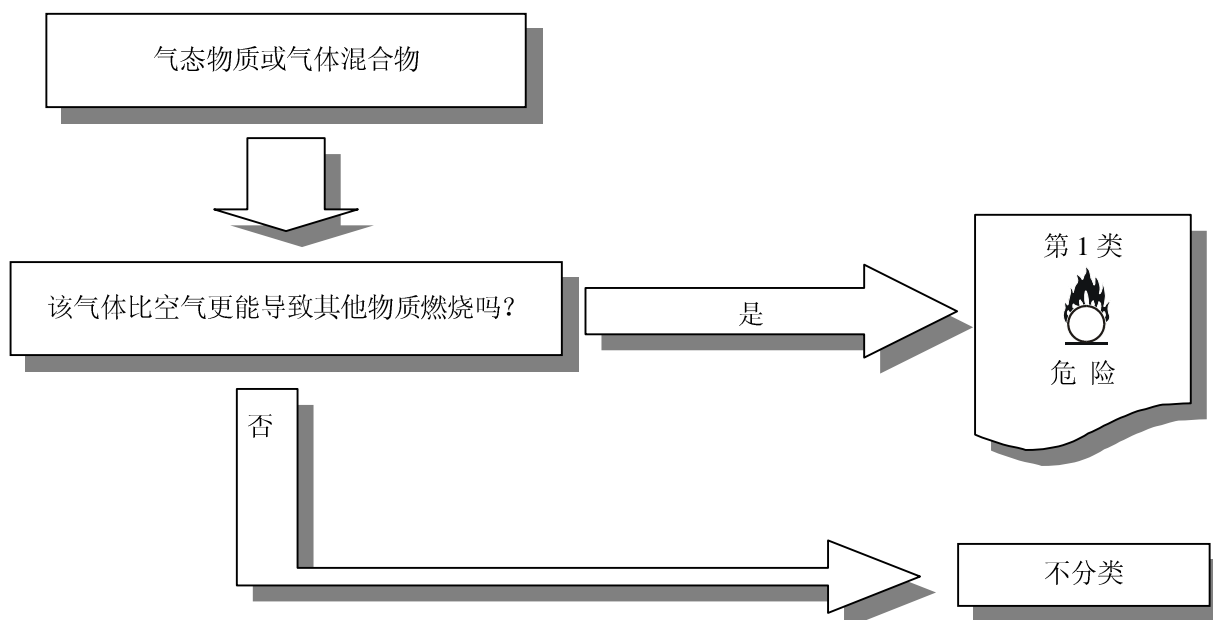 气态物质或气体混合物
该气体比空气更能导致其他物质燃烧吗？
是
第 1 类
危 险
否
不分类